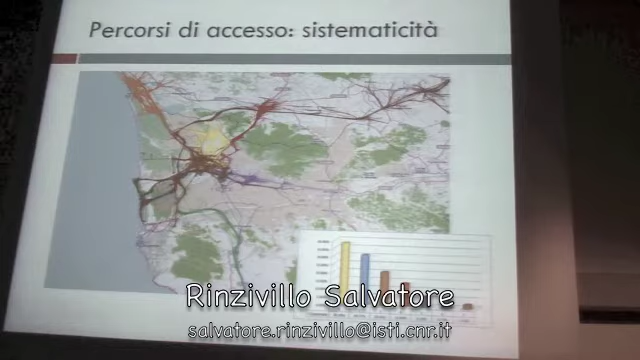 Percorsi di accesso: sistematicità
Rinzivillo Salvatore
salvatore.rinzivillo@isti.cnr.it